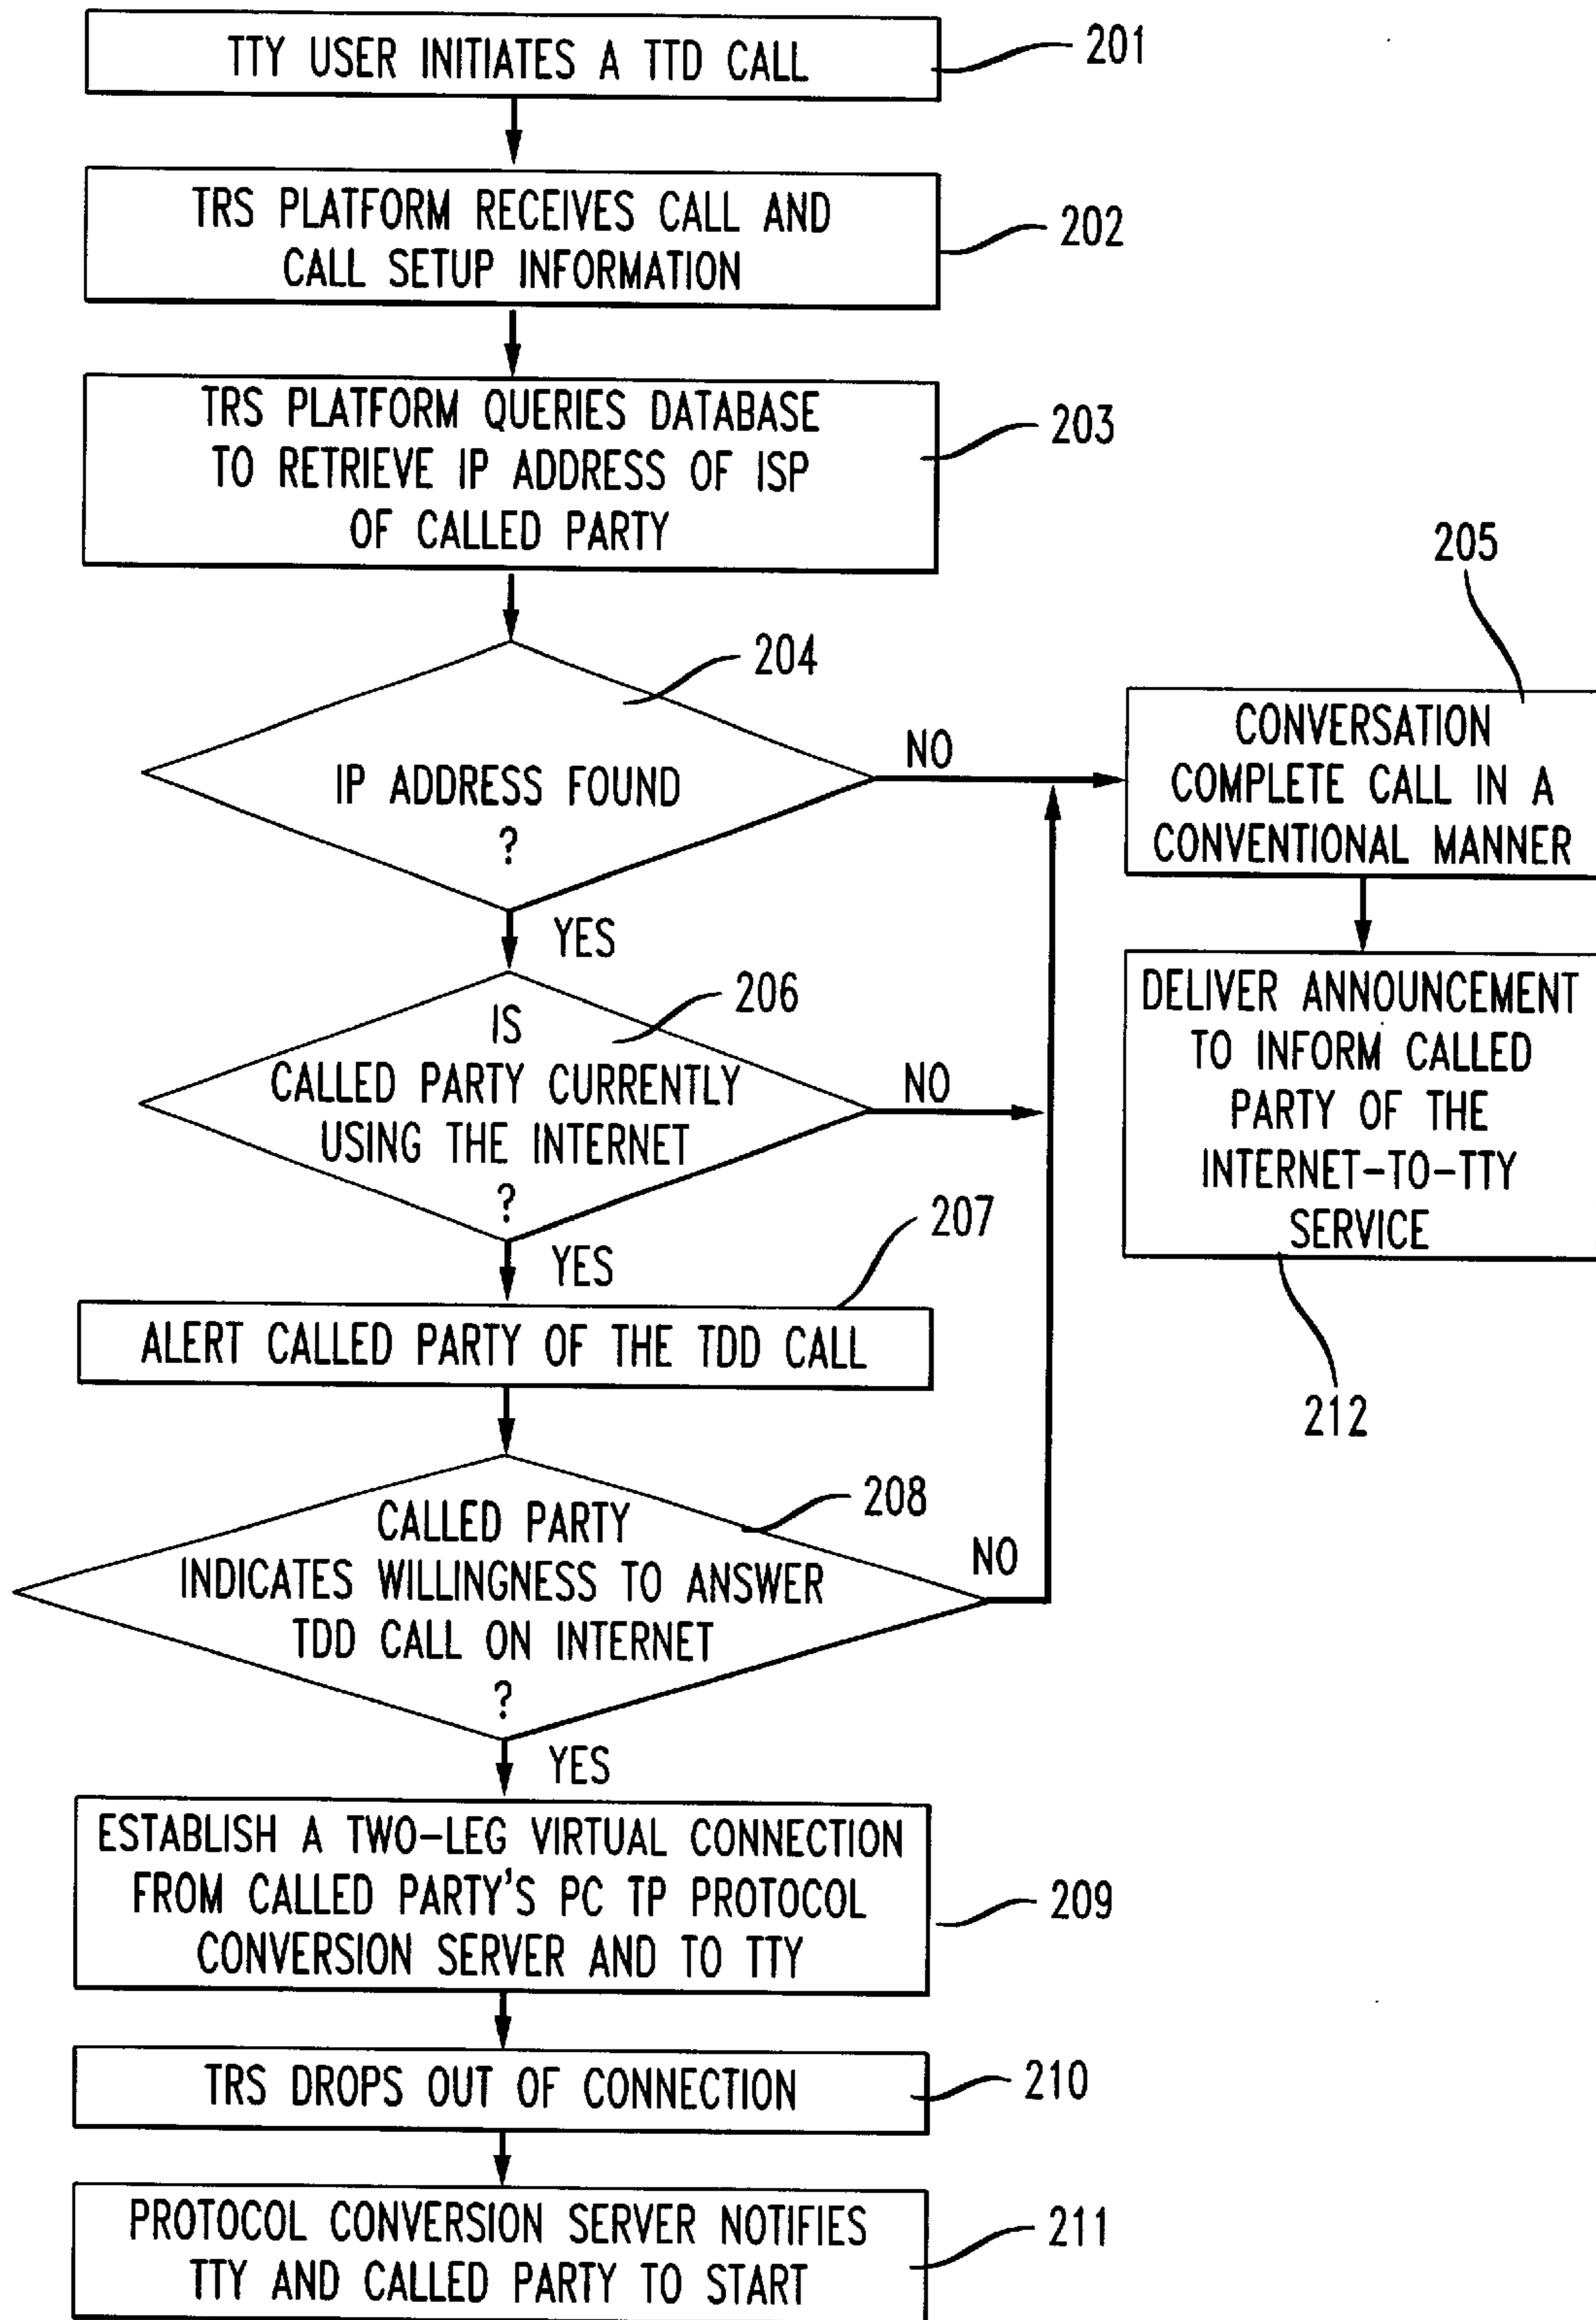 TTY USER INITIATES A TTD CALL
201
TRS PLATFORM RECEIVES CALL AND
CALL SETUP INFORMATION
202
TRS PLATFORM QUERIES DATABASE
TO RETRIEVE IP ADDRESS OF ISP
OF CALLED PARTY
203
204
IP ADDRESS FOUND
?
NO
YES
205
CONVERSATION
COMPLETE CALL IN A
CONVENTIONAL MANNER
206
IS
CALLED PARTY CURRENTLY
USING THE INTERNET
?
NO
YES
DELIVER ANNOUNCEMENT
TO INFORM CALLED
PARTY OF THE
INTERNET-TO-TTY
SERVICE
212
207
ALERT CALLED PARTY OF THE TDD CALL
208
CALLED PARTY
INDICATES WILLINGNESS TO ANSWER
TDD CALL ON INTERNET
?
NO
YES
ESTABLISH A TWO-LEG VIRTUAL CONNECTION
FROM CALLED PARTY'S PC TP PROTOCOL
CONVERSION SERVER AND TO TTY
209
TRS DROPS OUT OF CONNECTION
210
PROTOCOL CONVERSION SERVER NOTIFIES
TTY AND CALLED PARTY TO START
211